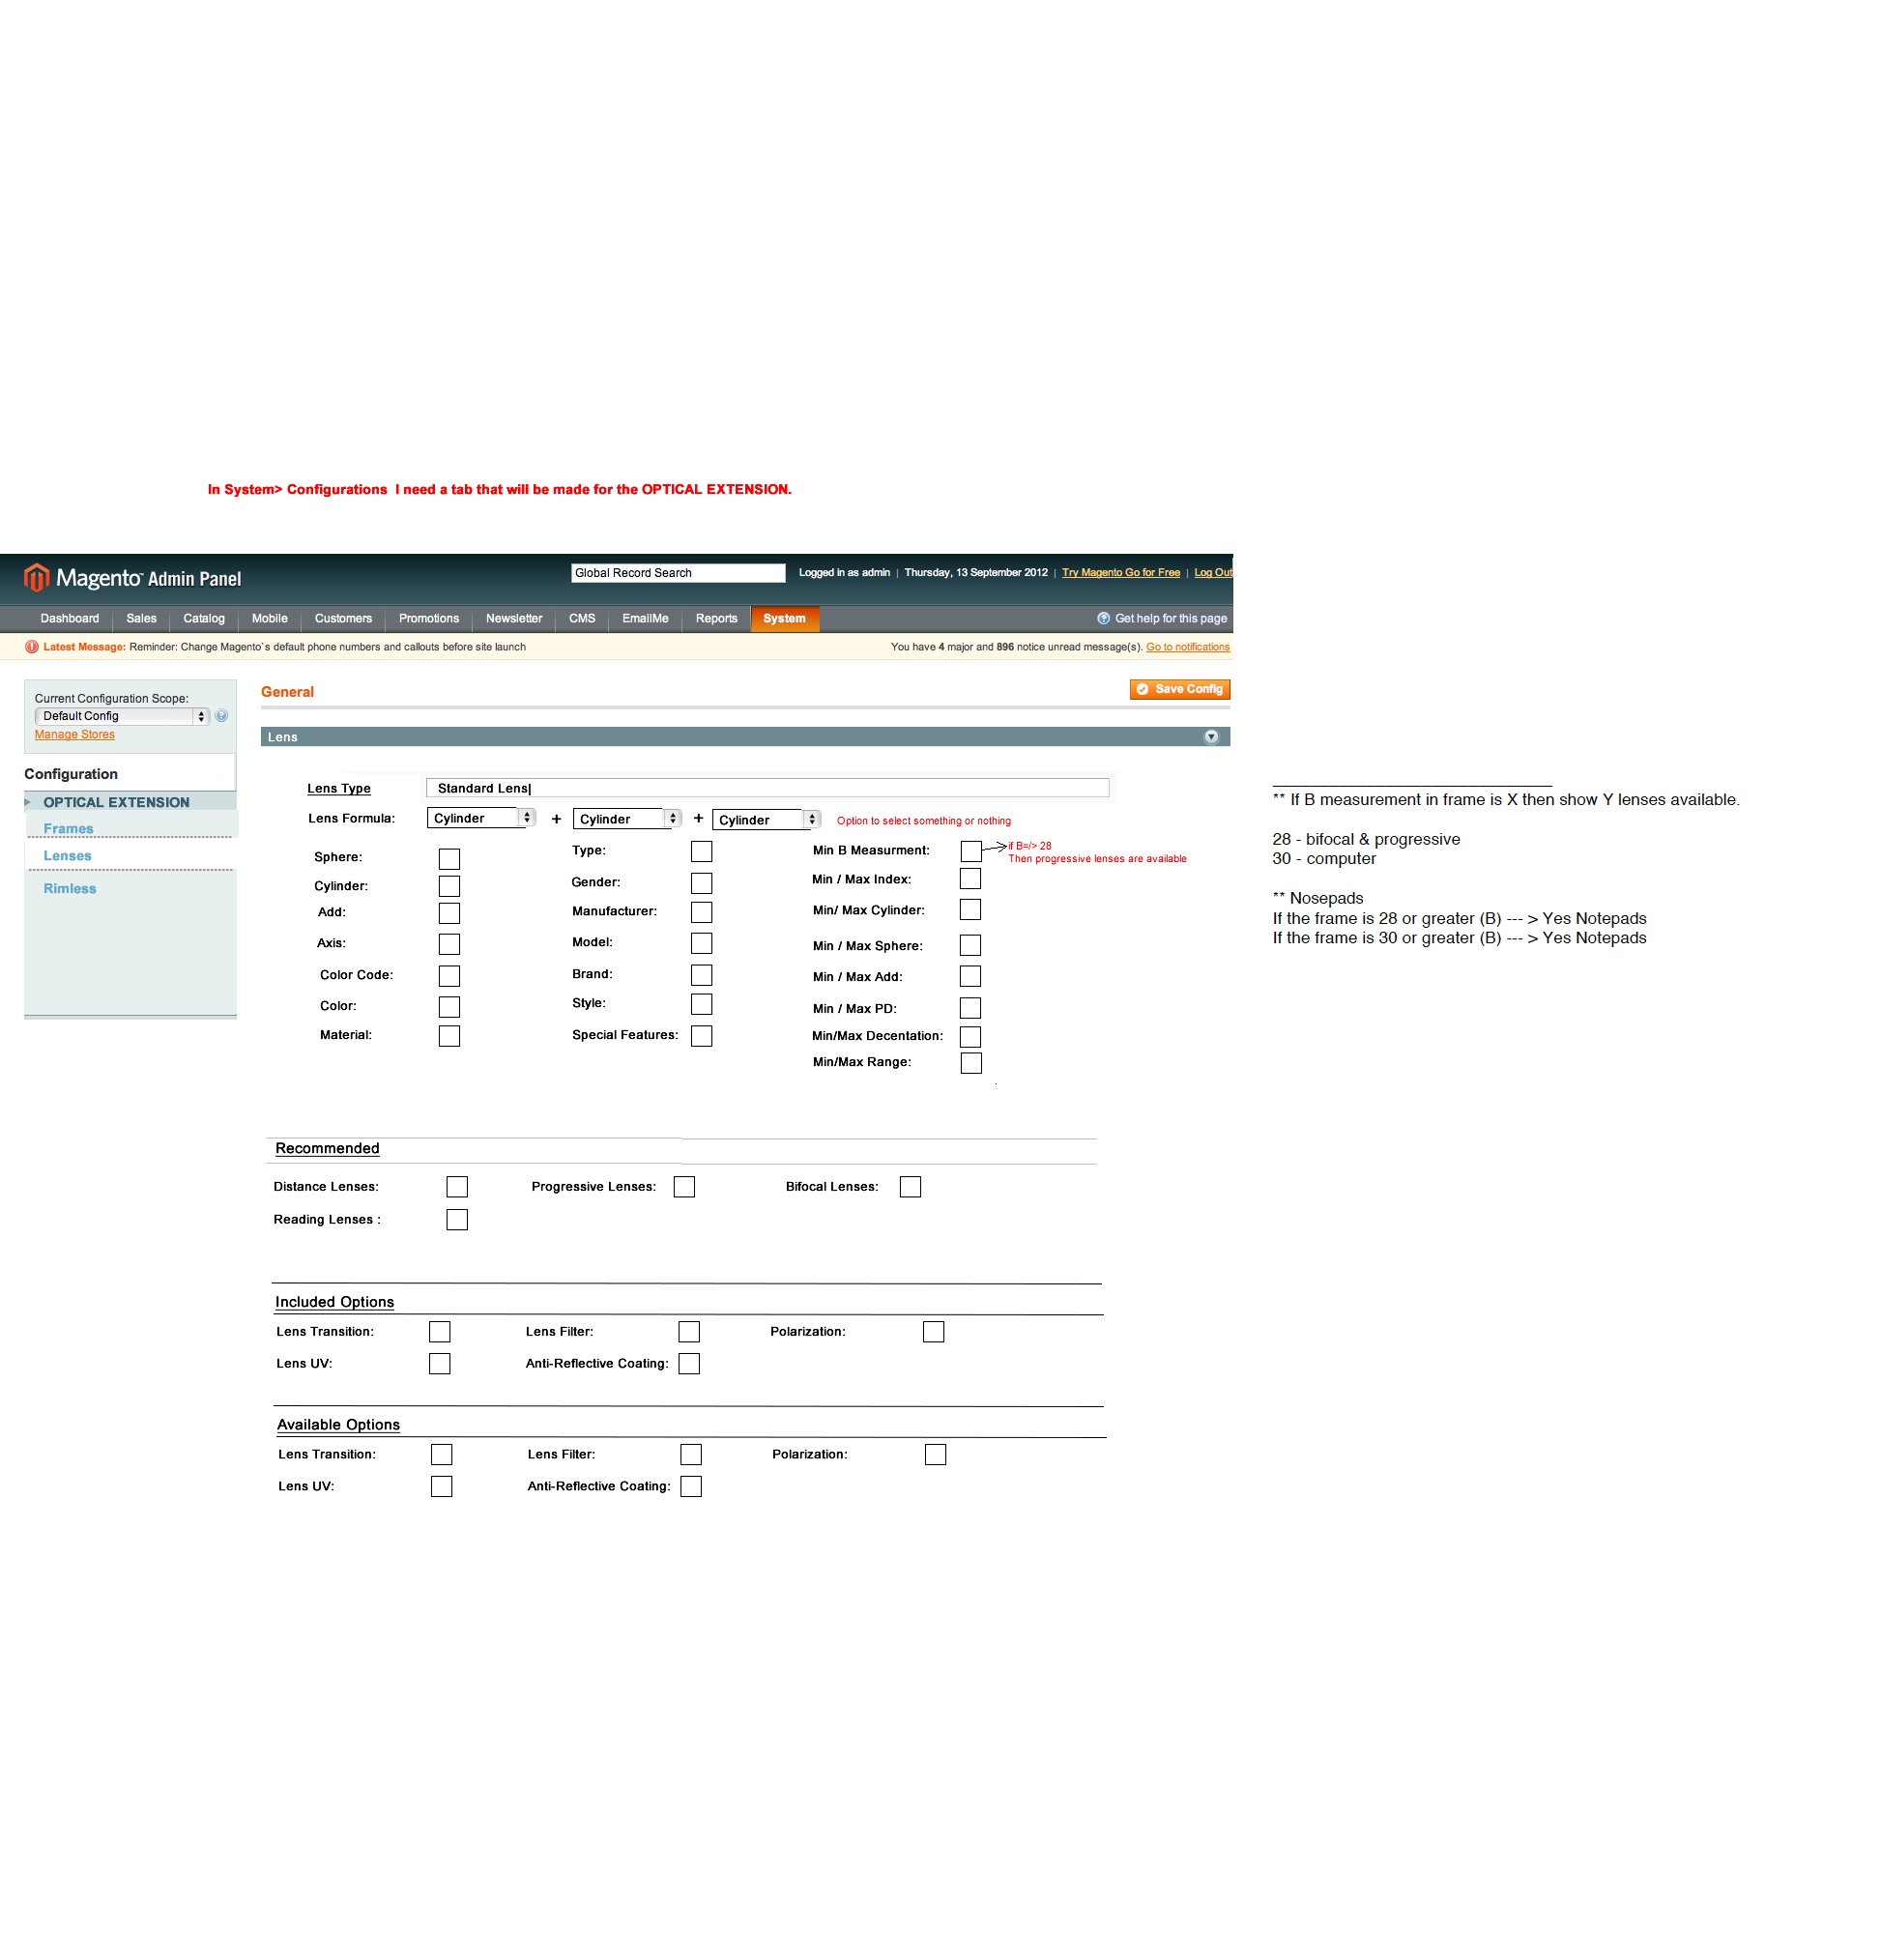 In System> Configurations  I need a tab that will be made for the OPTICAL EXTENSION.
Magento Admin Panel
Global Record Search
Logged in as admin | Thursday, 13 September 2012 | Try Magento Go for Free | Log Out
Dashboard Sales Catalog Mobile Customers Promotions Newsletter CMS EmailMe Reports System
Get help for this page
Latest Message: Reminder: Change Magento`s default phone numbers and callouts before site launch
You have 4 major and 896 notice unread message(s). Go to notifications
Current Configuration Scope:
Default Config
Manage Stores
Configuration
OPTICAL EXTENSION
Frames
Lenses
Rimless
General
Save Config
Lens
Lens Type Standard Lens
Lens Formula: Cylinder + Cylinder + Cylinder Option to select something or nothing
Sphere:
Cylinder:
Add:
Axis:
Color Code:
Color:
Material:
Type:
Gender:
Manufacturer:
Model:
Brand:
Style:
Special Features:
Min B Measurment:
if B=/> 28
Then progressive lenses are available
Min / Max Index:
Min/ Max Cylinder:
Min / Max Sphere:
Min / Max Add:
Min / Max PD:
Min/Max Decentation:
Min/Max Range:
Recommended
Distance Lenses: Progressive Lenses: Bifocal Lenses:
Reading Lenses :
Included Options
Lens Transition: Lens Filter: Polarization:
Lens UV: Anti-Reflective Coating:
Available Options
Lens Transition: Lens Filter: Polarization:
Lens UV: Anti-Reflective Coating:
** If B measurement in frame is X then show Y lenses available.
28 - bifocal & progressive
30 - computer
** Nosepads
If the frame is 28 or greater (B) --- > Yes Notepads
If the frame is 30 or greater (B) --- > Yes Notepads